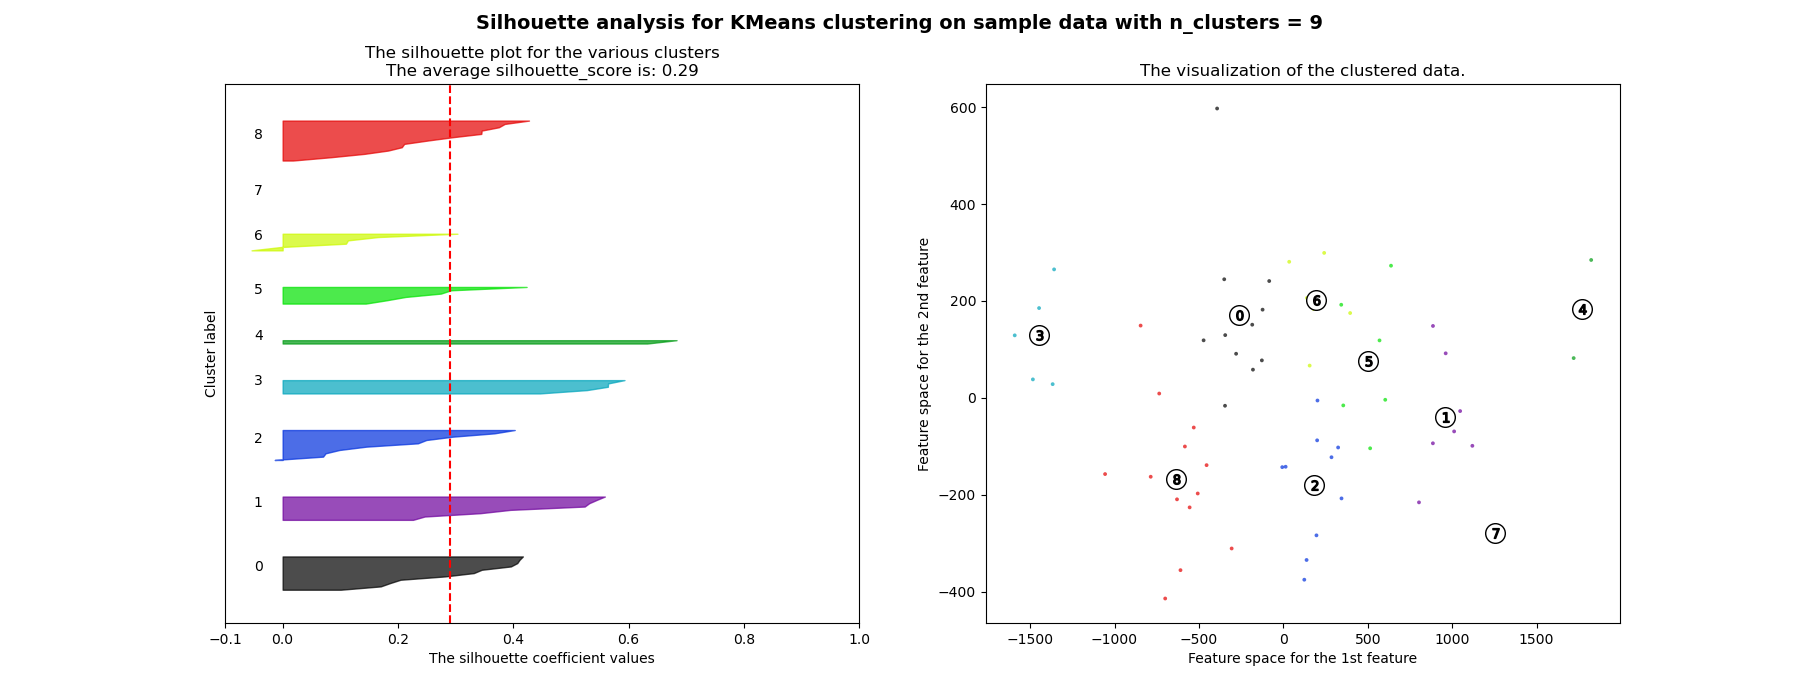 Silhouette analysis for KMeans clustering on sample data with n_clusters = 9
The silhouette plot for the various clusters
The average silhouette_score is: 0.29
Cluster label
8
7
6
5
4
3
2
1
0
−0.1 0.0 0.2 0.4 0.6 0.8 1.0
The silhouette coefficient values
The visualization of the clustered data.
Feature space for the 2nd feature
600
400
200
0
−200
−400
6
4
0
3
5
1
8
2
7
−1500 −1000 −500 0 500 1000 1500
Feature space for the 1st feature